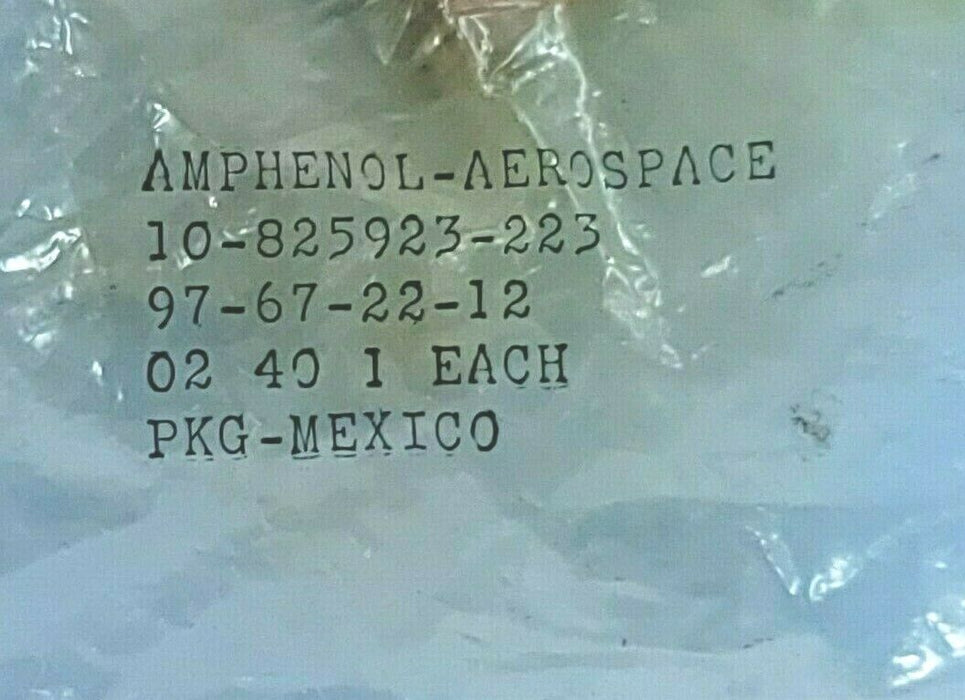 AMPHENOL-AEROSPACE
10-825923-223
97-67-22-12
02 40 1 EACH
PKG-MEXICO